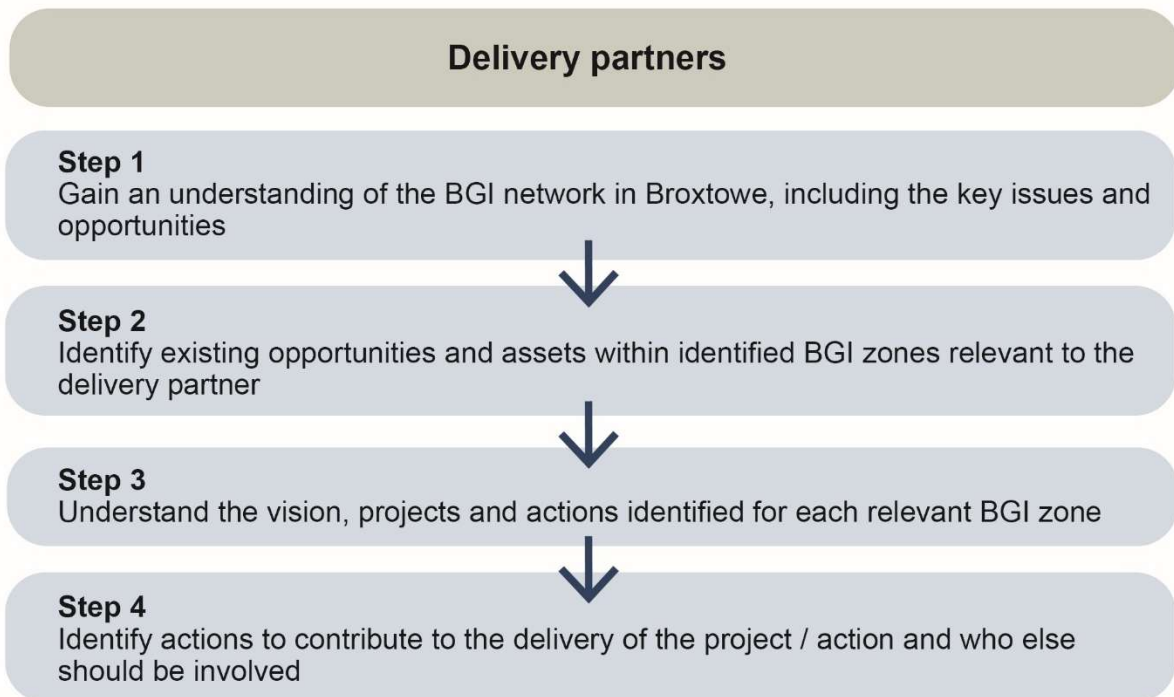 Delivery partners
Step 1
Gain an understanding of the BGI network in Broxtowe, including the key issues and
opportunities
Step 2
Identify existing opportunities and assets within identified BGI zones relevant to the
delivery partner
Step 3
Understand the vision, projects and actions identified for each relevant BGI zone
Step 4
Identify actions to contribute to the delivery of the project / action and who else
should be involved